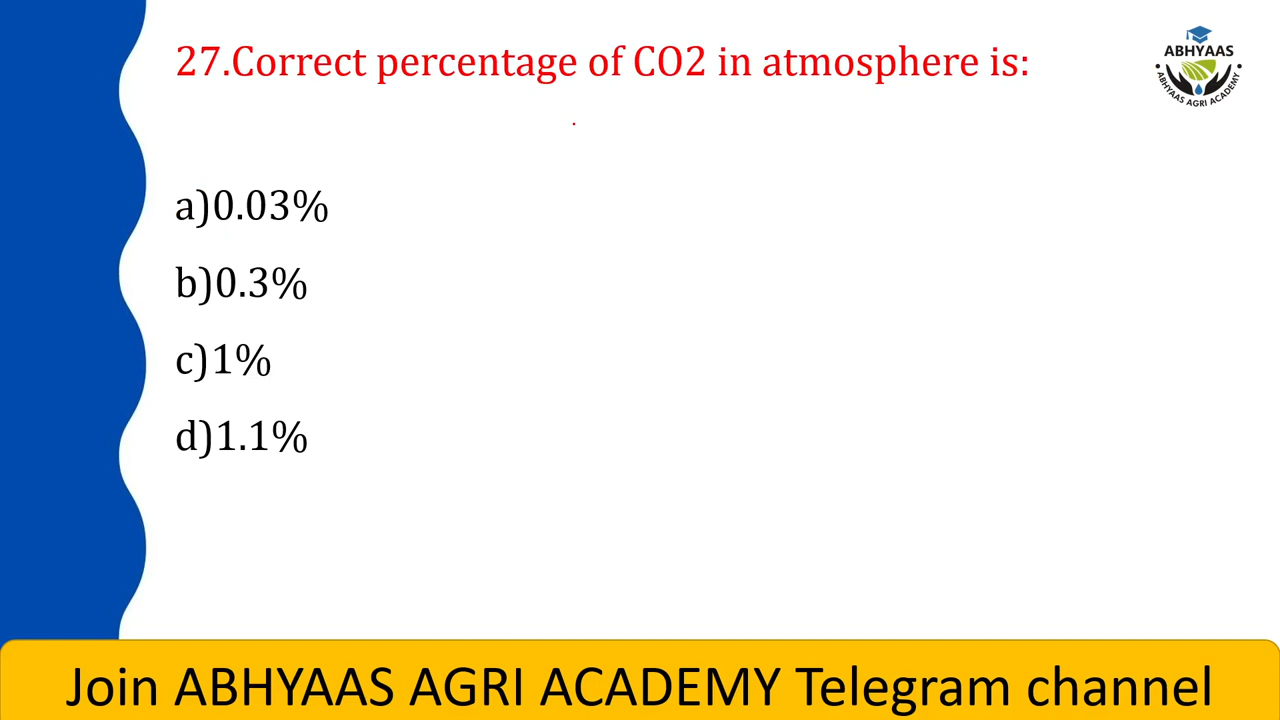 27.Correct percentage of CO2 in atmosphere is:
ABHYAAS
ABHYAAS AGRI ACADEMY
a)0.03%
b)0.3%
c)1%
d)1.1%
Join ABHYAAS AGRI ACADEMY Telegram channel